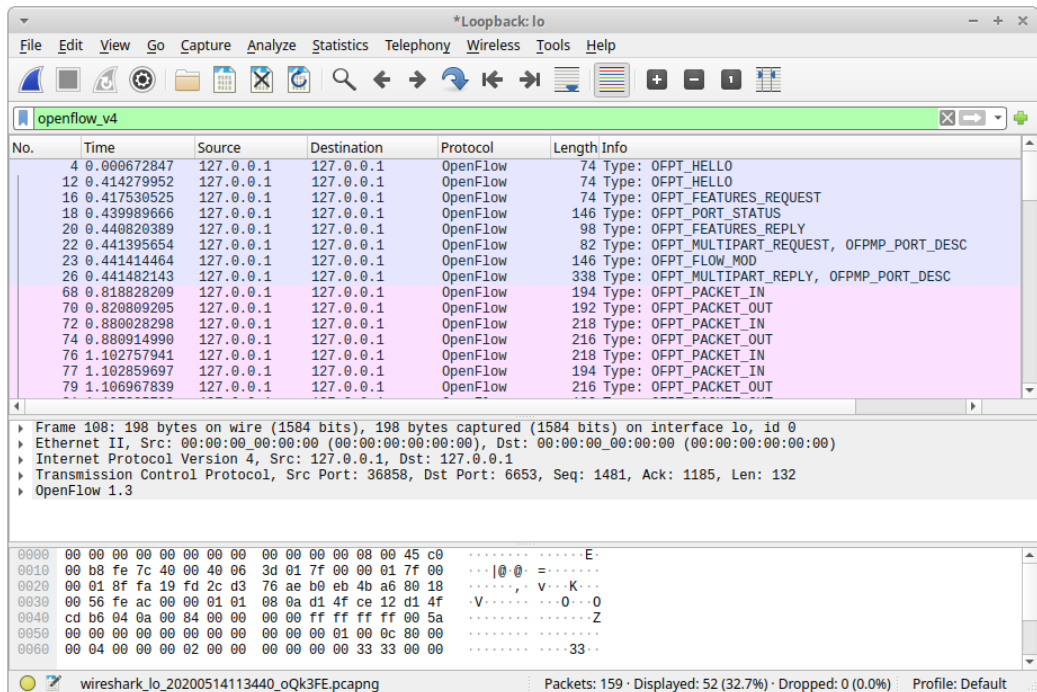 *Loopback: lo
File Edit View Go Capture Analyze Statistics Telephony Wireless Tools Help
openflow_v4
No. Time Source Destination Protocol Length Info
4 0.000672847 127.0.0.1 127.0.0.1 OpenFlow 74 Type: OFPT_HELLO
12 0.414279952 127.0.0.1 127.0.0.1 OpenFlow 74 Type: OFPT_HELLO
16 0.417530525 127.0.0.1 127.0.0.1 OpenFlow 74 Type: OFPT_FEATURES_REQUEST
18 0.439989666 127.0.0.1 127.0.0.1 OpenFlow 146 Type: OFPT_PORT_STATUS
20 0.440820389 127.0.0.1 127.0.0.1 OpenFlow 98 Type: OFPT_FEATURES_REPLY
22 0.441395654 127.0.0.1 127.0.0.1 OpenFlow 82 Type: OFPT_MULTIPART_REQUEST, OFPMP_PORT_DESC
23 0.441414464 127.0.0.1 127.0.0.1 OpenFlow 146 Type: OFPT_FLOW_MOD
26 0.441482143 127.0.0.1 127.0.0.1 OpenFlow 338 Type: OFPT_MULTIPART_REPLY, OFPMP_PORT_DESC
68 0.818828209 127.0.0.1 127.0.0.1 OpenFlow 194 Type: OFPT_PACKET_IN
70 0.820809205 127.0.0.1 127.0.0.1 OpenFlow 192 Type: OFPT_PACKET_OUT
72 0.880028298 127.0.0.1 127.0.0.1 OpenFlow 218 Type: OFPT_PACKET_IN
74 0.880914990 127.0.0.1 127.0.0.1 OpenFlow 216 Type: OFPT_PACKET_OUT
76 1.102757941 127.0.0.1 127.0.0.1 OpenFlow 218 Type: OFPT_PACKET_IN
77 1.102859697 127.0.0.1 127.0.0.1 OpenFlow 194 Type: OFPT_PACKET_IN
79 1.106967839 127.0.0.1 127.0.0.1 OpenFlow 216 Type: OFPT_PACKET_OUT
Frame 108: 198 bytes on wire (1584 bits), 198 bytes captured (1584 bits) on interface lo, id 0
Ethernet II, Src: 00:00:00_00:00:00 (00:00:00:00:00:00), Dst: 00:00:00_00:00:00 (00:00:00:00:00:00)
Internet Protocol Version 4, Src: 127.0.0.1, Dst: 127.0.0.1
Transmission Control Protocol, Src Port: 36858, Dst Port: 6653, Seq: 1481, Ack: 1185, Len: 132
OpenFlow 1.3
0000 00 00 00 00 00 00 00 00 00 00 00 00 08 00 45 c0 ········ ······E·
0010 00 b8 fe 7c 40 00 40 06 3d 01 7f 00 00 01 7f 00 ···|@·@· =·······
0020 00 01 8f fa 19 fd 2c d3 76 ae b0 eb 4b a6 80 18 ······,· v···K···
0030 00 56 fe ac 00 00 01 01 08 0a d1 4f ce 12 d1 4f ·V······ ···O···O
0040 cd b6 04 0a 00 84 00 00 00 00 ff ff ff ff 00 5a ········ ·······Z
0050 00 00 00 00 00 00 00 00 00 00 00 01 00 0c 80 00 ········ ········
0060 00 04 00 00 00 02 00 00 00 00 00 00 33 33 00 00 ········ ····33··
wireshark_lo_20200514113440_oQk3FE.pcapng Packets: 159 · Displayed: 52 (32.7%) · Dropped: 0 (0.0%) Profile: Default